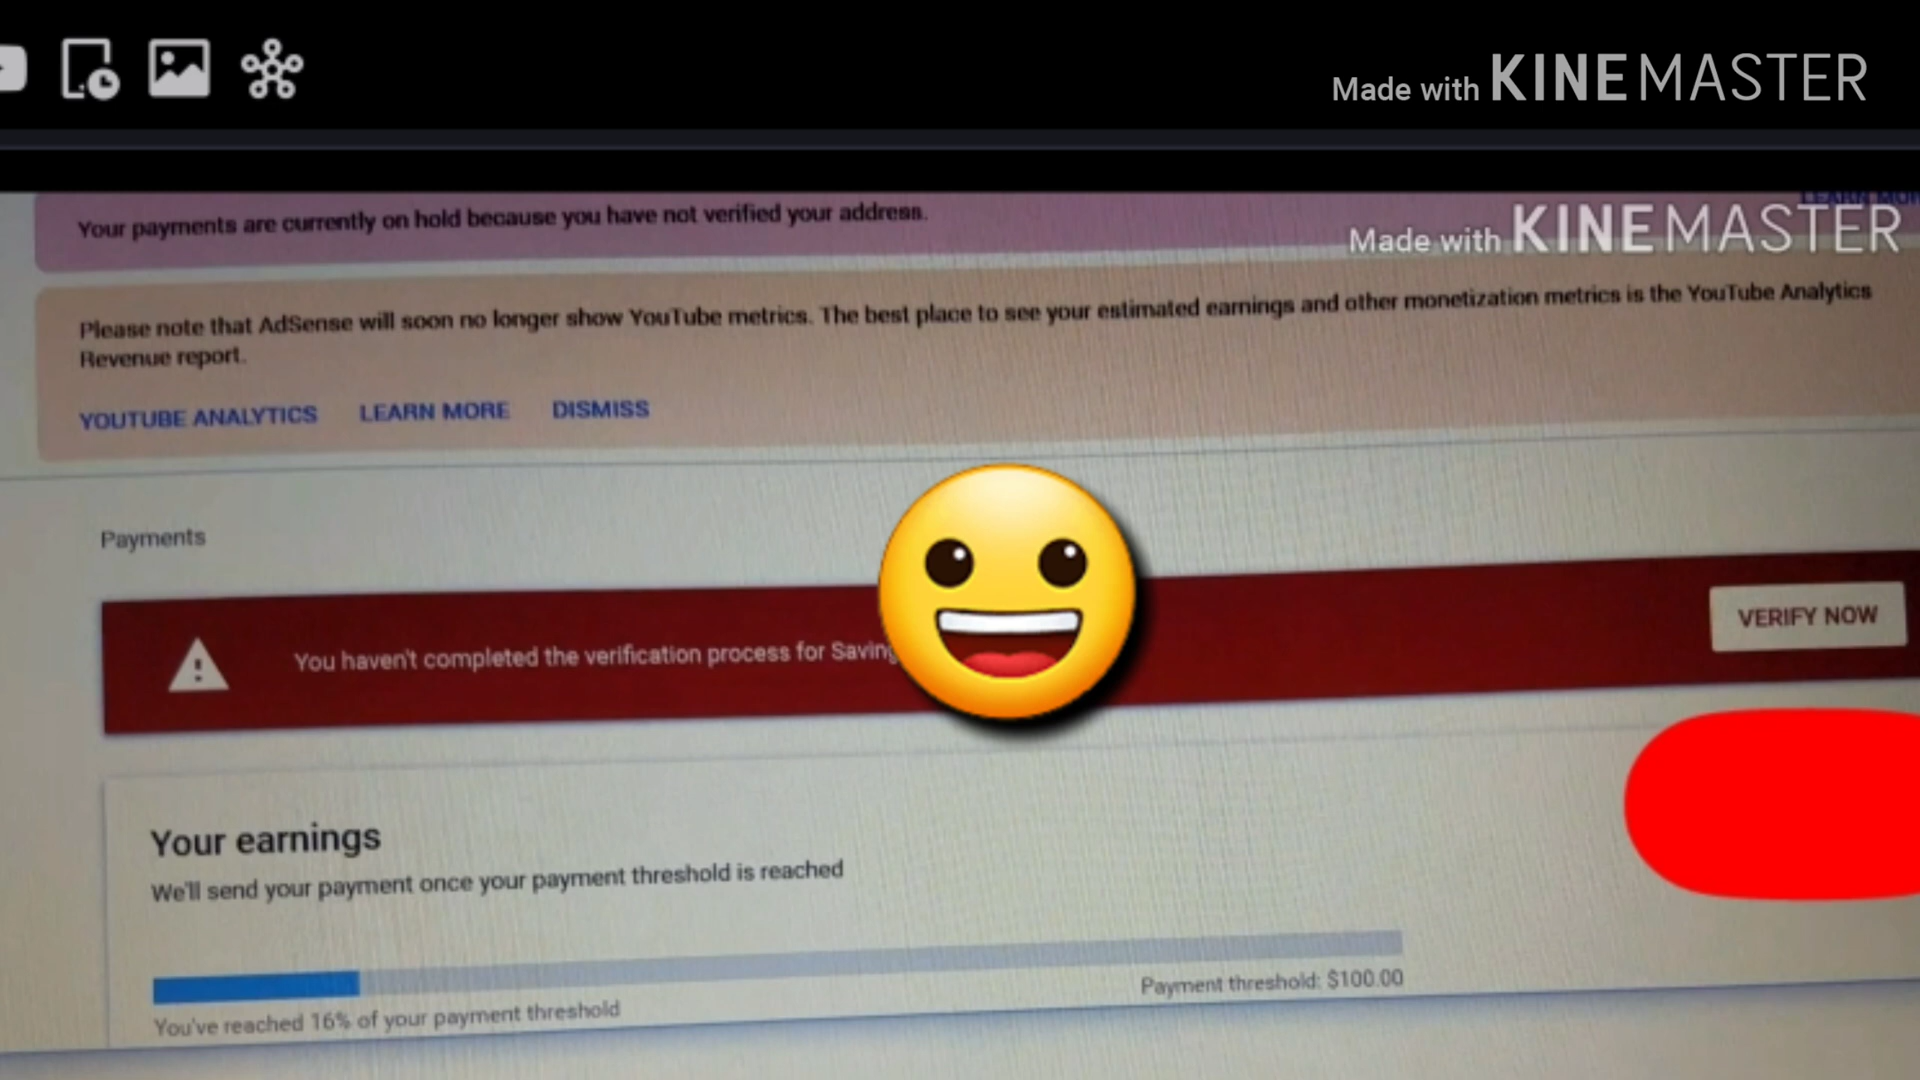 Made with KINEMASTER
Your payments are currently on hold because you have not verified your address.
LEARN MORE
Made with KINEMASTER
Please note that AdSense will soon no longer show YouTube metrics. The best place to see your estimated earnings and other monetization metrics is the YouTube Analytics
Revenue report.
YOUTUBE ANALYTICS LEARN MORE DISMISS
Payments
You haven't completed the verification process for Saving
VERIFY NOW
Your earnings
We'll send your payment once your payment threshold is reached
Payment threshold: $100.00
You've reached 16% of your payment threshold